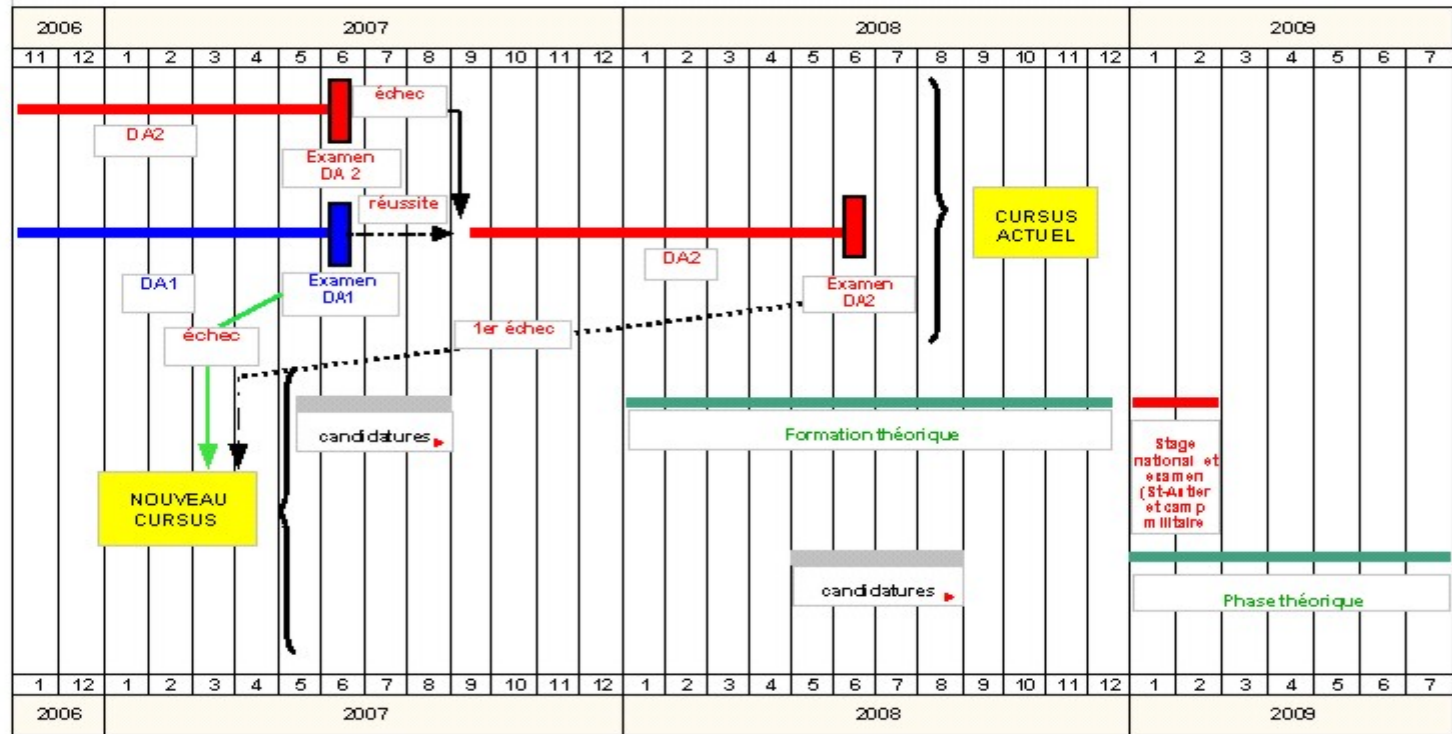 2006 2007 2008 2009
11 12 1 2 3 4 5 6 7 8 9 10 11 12 1 2 3 4 5 6 7 8 9 10 11 12 1 2 3 4 5 6 7
échec
DA2
Examen
DA 2
réussite
CURSUS
ACTUEL
DA1
Examen
DA1
DA2
Examen
DA2
échec
1er échec
candidatures
Formation théorique
Stage
national et
examen
(St-Astier
et camp
militaire
NOUVEAU
CURSUS
candidatures
Phase théorique
1 12 1 2 3 4 5 6 7 8 9 10 11 12 1 2 3 4 5 6 7 8 9 10 11 12 1 2 3 4 5 6 7
2006 2007 2008 2009